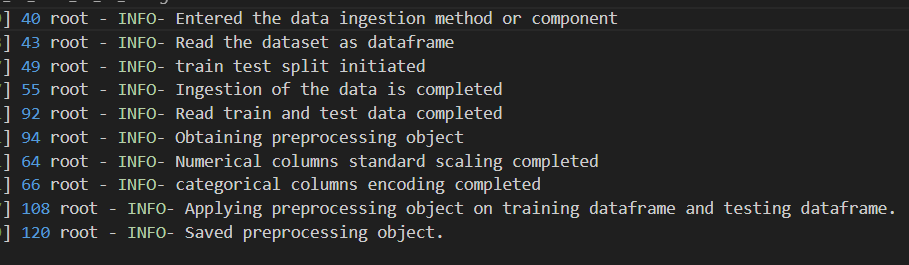 ] 40 root - INFO- Entered the data ingestion method or component
] 43 root - INFO- Read the dataset as dataframe
] 49 root - INFO- train test split initiated
] 55 root - INFO- Ingestion of the data is completed
] 92 root - INFO- Read train and test data completed
] 94 root - INFO- Obtaining preprocessing object
] 64 root - INFO- Numerical columns standard scaling completed
] 66 root - INFO- categorical columns encoding completed
] 108 root - INFO- Applying preprocessing object on training dataframe and testing dataframe.
] 120 root - INFO- Saved preprocessing object.